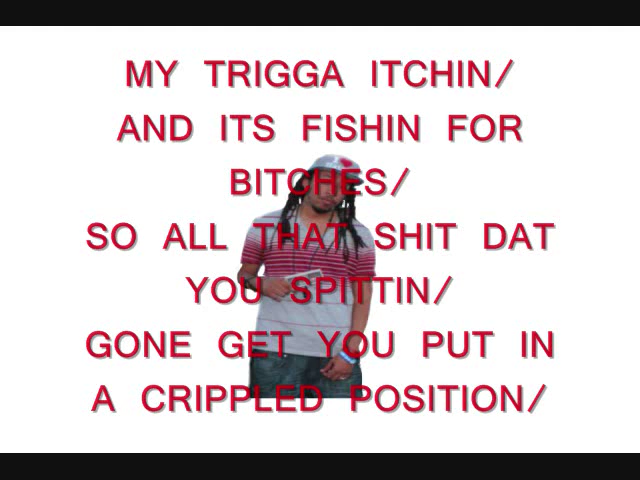 MY TRIGGA ITCHIN/
AND ITS FISHIN FOR
BITCHES/
SO ALL THAT SHIT DAT
YOU SPITTIN/
GONE GET YOU PUT IN
A CRIPPLED POSITION/